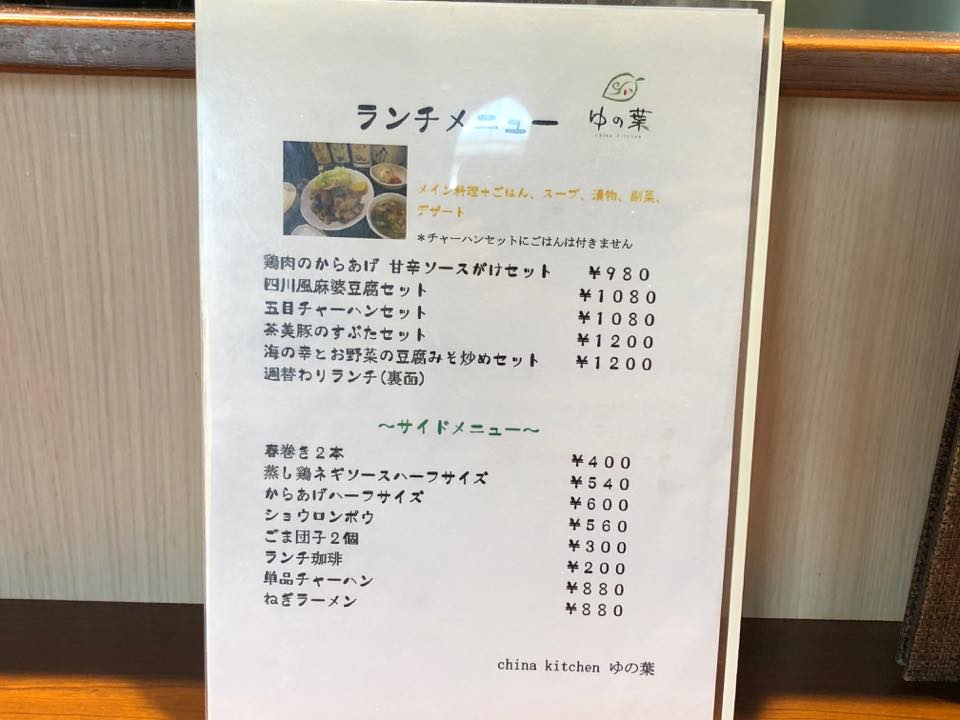 ランチメニュー
ゆの葉
CHINA KITCHEN
メイン料理+ごはん、スープ、漬物、副菜、
デザート
*チャーハンセットにごはんは付きません
鶏肉のからあげ 甘辛ソースがけセット ¥980
四川風麻婆豆腐セット ¥1080
五目チャーハンセット ¥1080
茶美豚のすぶたセット ¥1200
海の幸とお野菜の豆腐みそ炒めセット ¥1200
週替わりランチ(裏面)
～サイドメニュー～
春巻き2本 ¥400
蒸し鶏ネギソースハーフサイズ ¥540
からあげハーフサイズ ¥600
ショウロンポウ ¥560
ごま団子2個 ¥300
ランチ珈琲 ¥200
単品チャーハン ¥880
ねぎラーメン ¥880
china kitchen ゆの葉